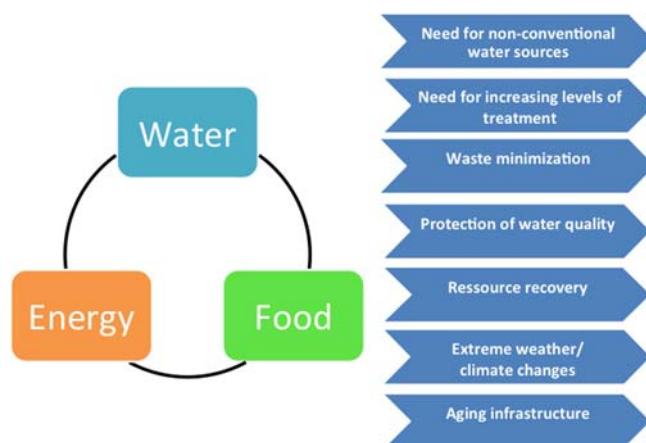 Water
Energy
Food
Need for non-conventional
water sources
Need for increasing levels of
treatment
Waste minimization
Protection of water quality
Ressource recovery
Extreme weather/
climate changes
Aging infrastructure